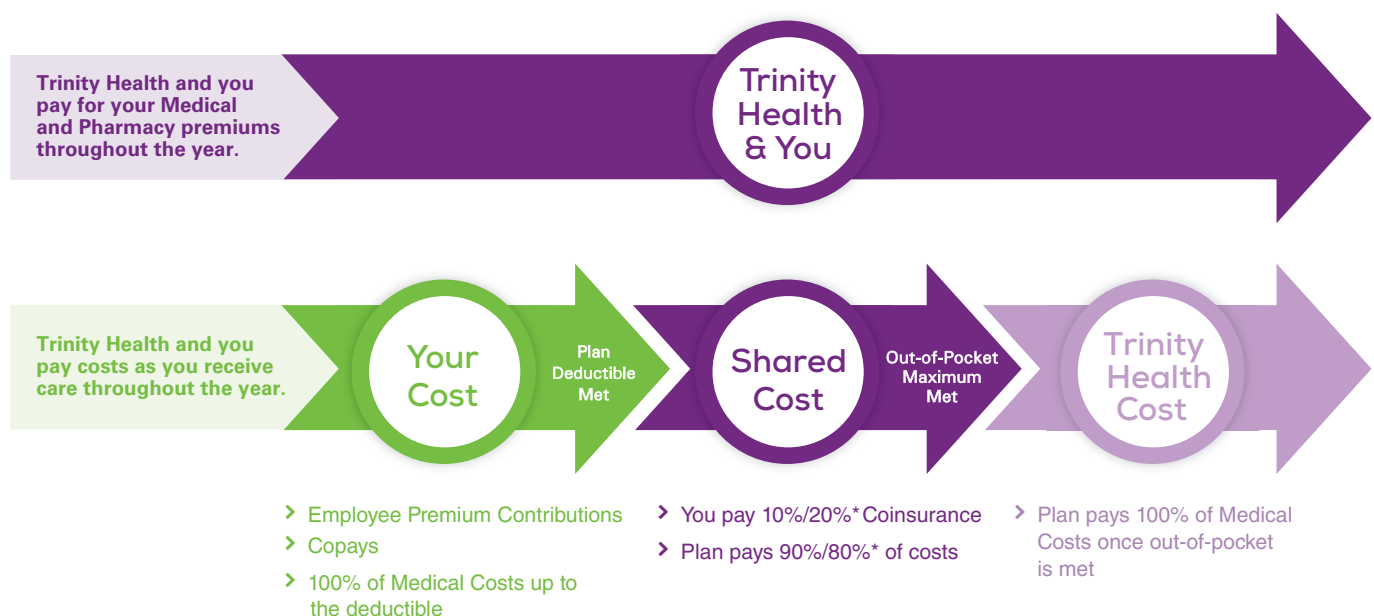 Trinity Health and you
pay for your Medical
and Pharmacy premiums
throughout the year.
Trinity
Health
& You
Trinity Health and you
pay costs as you receive
care throughout the year.
Your
Cost
Plan
Deductible
Met
Shared
Cost
Out-of-Pocket
Maximum
Met
Trinity
Health
Cost
> Employee Premium Contributions
> Copays
> 100% of Medical Costs up to
the deductible
> You pay 10%/20%* Coinsurance
> Plan pays 90%/80%* of costs
> Plan pays 100% of Medical
Costs once out-of-pocket
is met